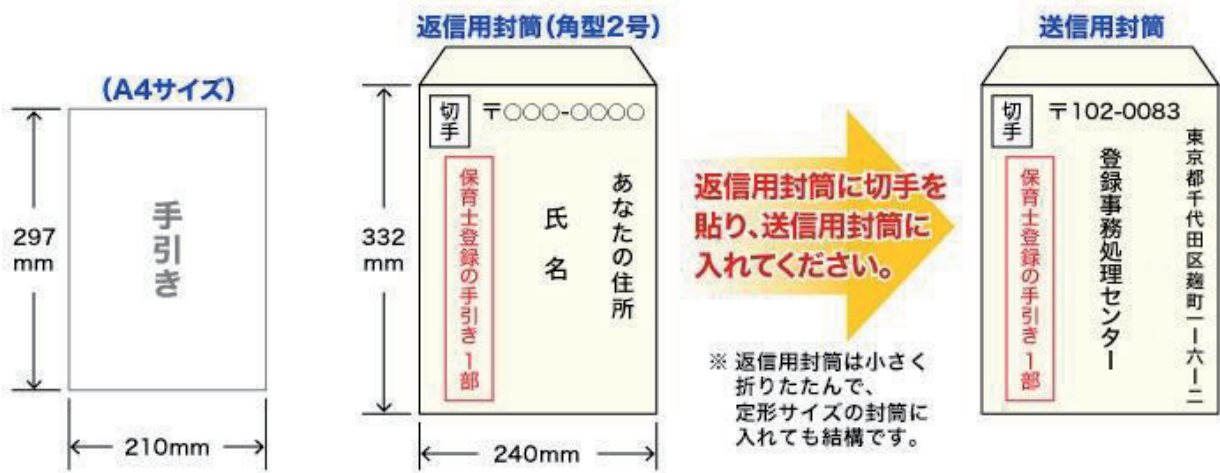 (A4サイズ)
手引き
297
mm
210mm
返信用封筒(角型2号)
切手
〒○○○-○○○○
あなたの住所
氏名
保育士登録の手引き 1部
332
mm
240mm
返信用封筒に切手を
貼り、送信用封筒に
入れてください。
※ 返信用封筒は小さく
折りたたんで、
定形サイズの封筒に
入れても結構です。
送信用封筒
切手
〒102-0083
東京都千代田区麹町一ー六ー二
登録事務処理センター
保育士登録の手引き 1部